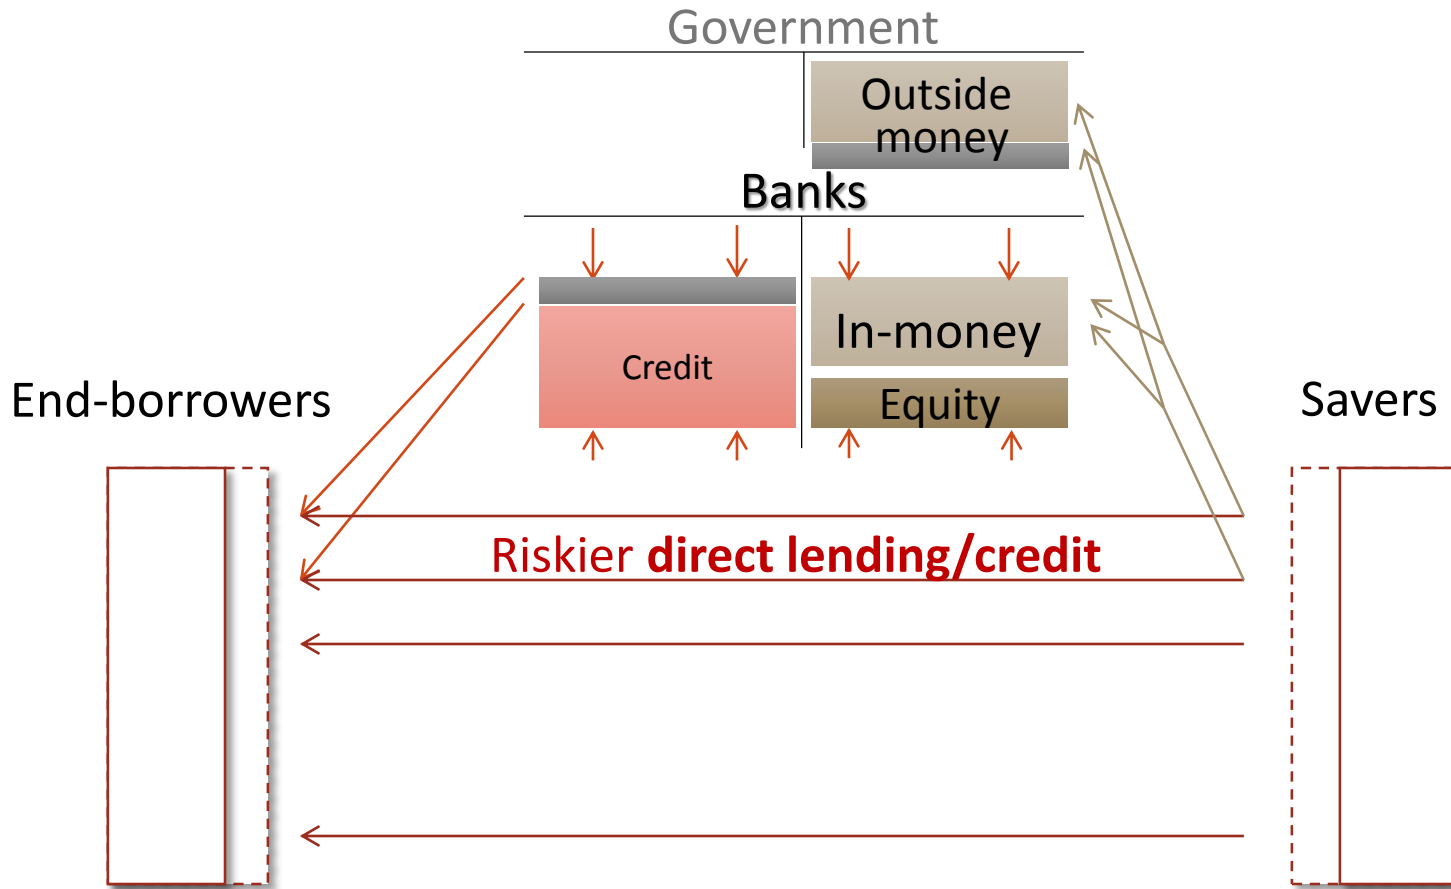 Government
Outside
money
Banks
In-money
Credit
Equity
End-borrowers
Savers
Riskier direct lending/credit